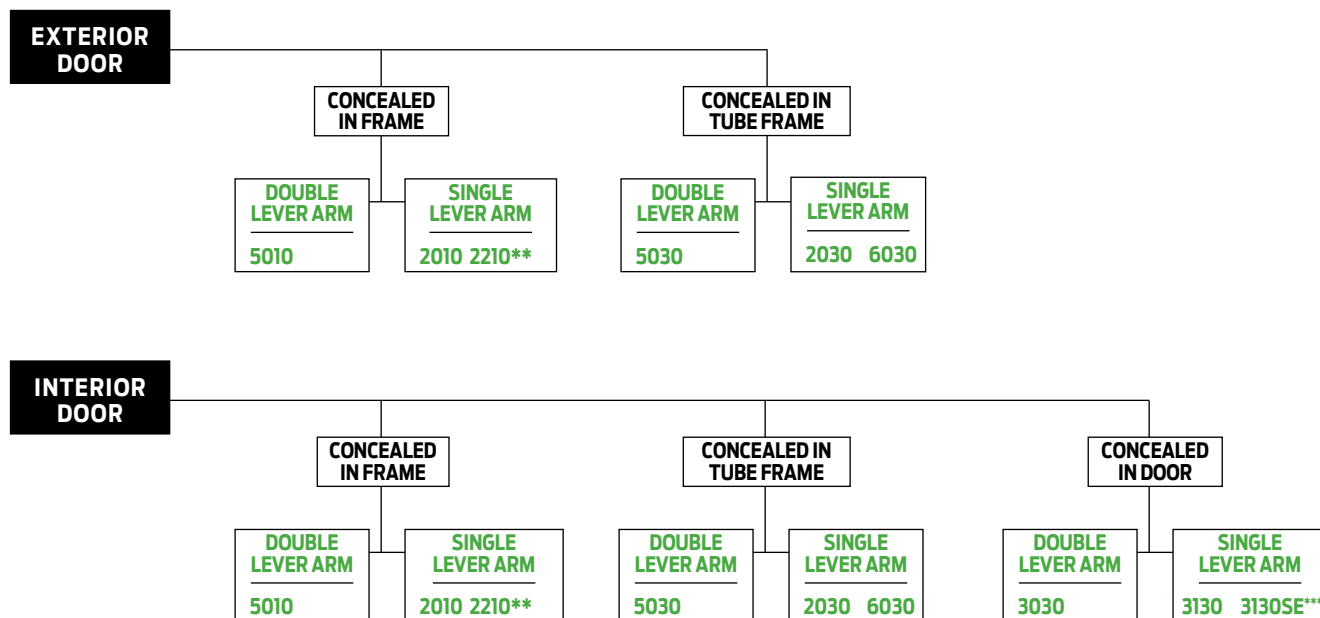 EXTERIOR
DOOR
CONCEALED
IN FRAME
CONCEALED IN
TUBE FRAME
DOUBLE
LEVER ARM
5010
SINGLE
LEVER ARM
2010 2210**
DOUBLE
LEVER ARM
5030
SINGLE
LEVER ARM
2030 6030
INTERIOR
DOOR
CONCEALED
IN FRAME
CONCEALED IN
TUBE FRAME
CONCEALED
IN DOOR
DOUBLE
LEVER ARM
5010
SINGLE
LEVER ARM
2010 2210**
DOUBLE
LEVER ARM
5030
SINGLE
LEVER ARM
2030 6030
DOUBLE
LEVER ARM
3030
SINGLE
LEVER ARM
3130 3130SE***